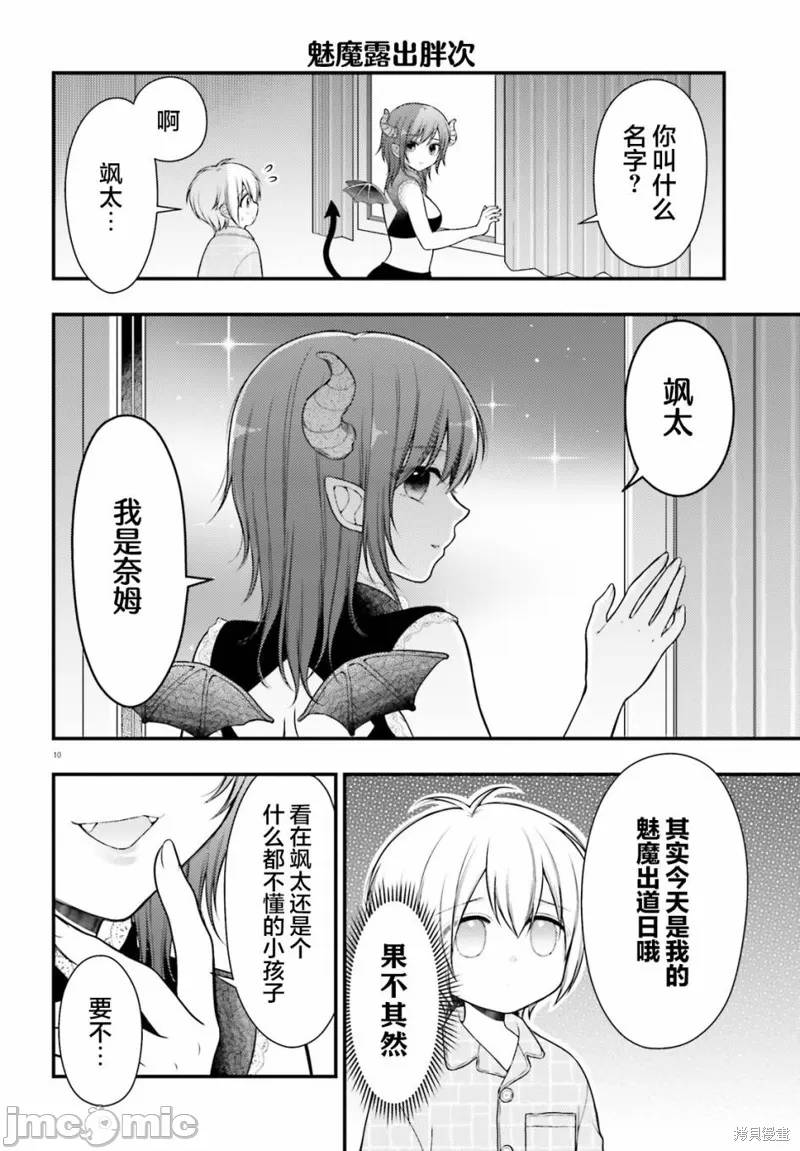 魅魔露出胖次
你叫什么
名字?
啊
飒太…
飒太
我是奈姆
10
其实今天是我的
魅魔出道日哦
果不其然
看在飒太还是个
什么都不懂的小孩子
要不…
jmcomic
拷貝漫畫